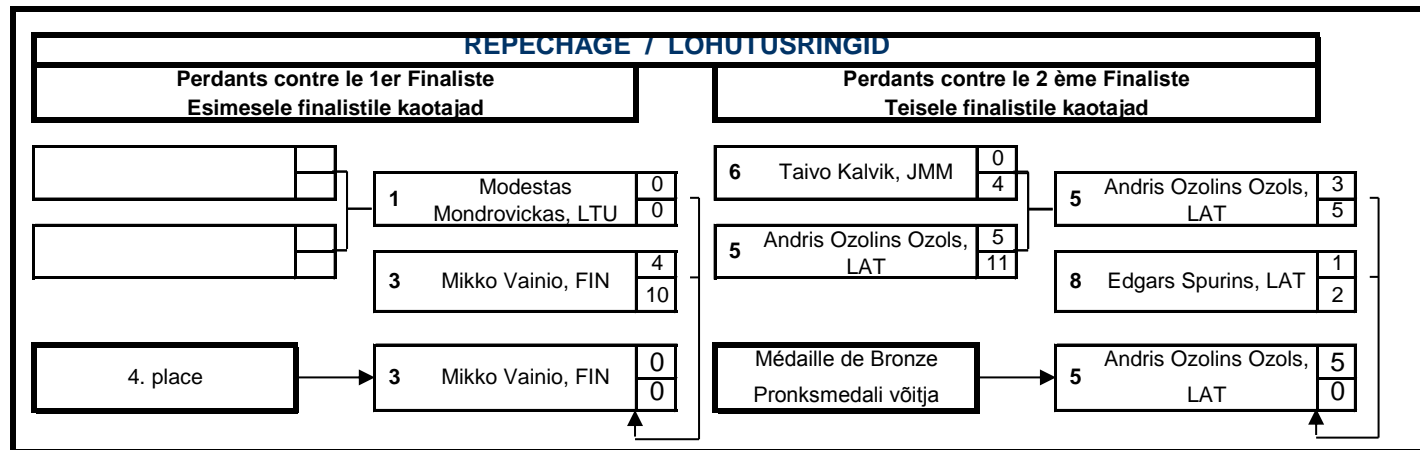 REPECHAGE / LOHUTUSRINGID
Perdants contre le 1er Finaliste
Esimesele finalistile kaotajad
Perdants contre le 2 ème Finaliste
Teisele finalistile kaotajad
1 Modestas Mondrovickas, LTU 0 0
3 Mikko Vainio, FIN 4 10
4. place
3 Mikko Vainio, FIN 0 0
6 Taivo Kalvik, JMM 0 4
5 Andris Ozolins Ozols, LAT 5 11
5 Andris Ozolins Ozols, LAT 3 5
8 Edgars Spurins, LAT 1 2
Médaille de Bronze
Pronksmedali võitja
5 Andris Ozolins Ozols, LAT 5 0